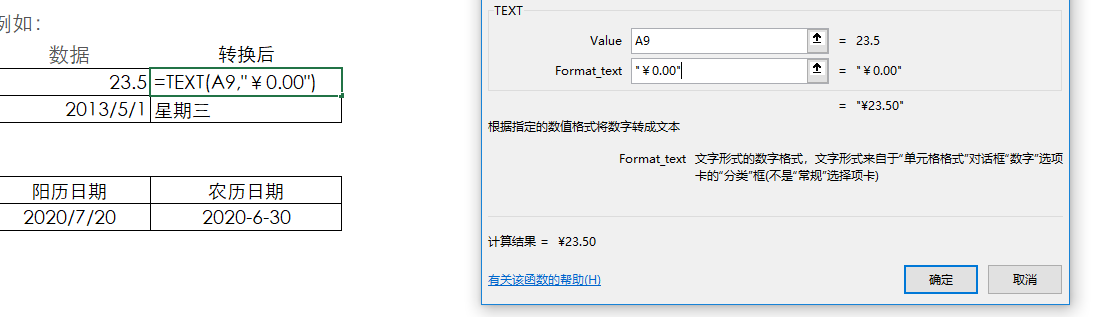 例如：
数据 转换后
23.5 =TEXT(A9,"￥0.00")
2013/5/1 星期三
阳历日期 农历日期
2020/7/20 2020-6-30
TEXT
Value A9 = 23.5
Format_text "￥0.00" = "￥0.00"
= "¥23.50"
根据指定的数值格式将数字转成文本
Format_text 文字形式的数字格式，文字形式来自于“单元格格式”对话框“数字”选项
卡的“分类”框(不是“常规”选择项卡)
计算结果 = ¥23.50
有关该函数的帮助(H) 确定 取消